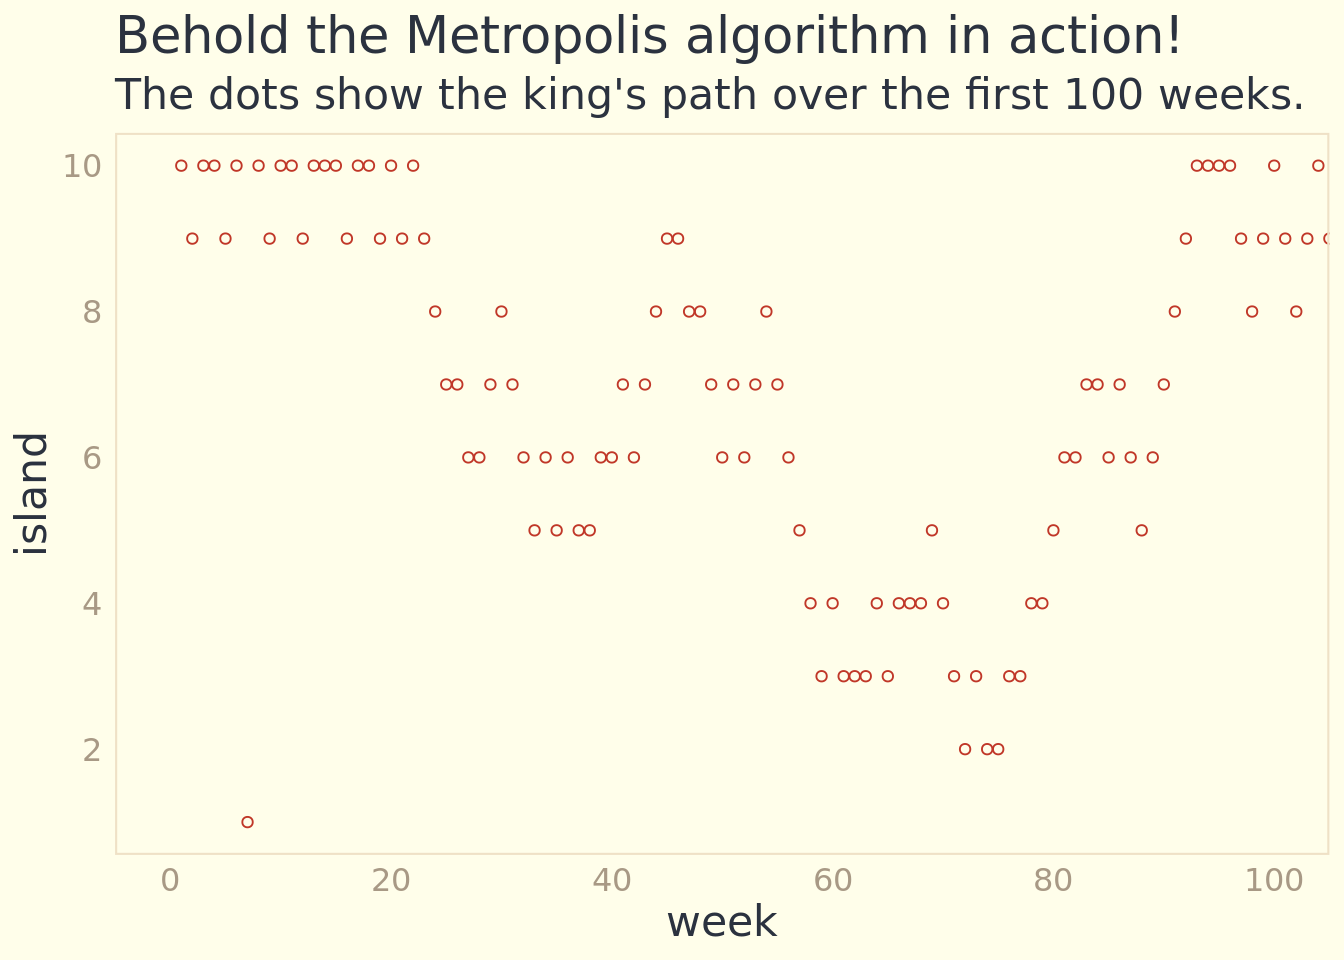 Behold the Metropolis algorithm in action!
The dots show the king's path over the first 100 weeks.
10
8
6
4
2
island
0 20 40 60 80 100
week